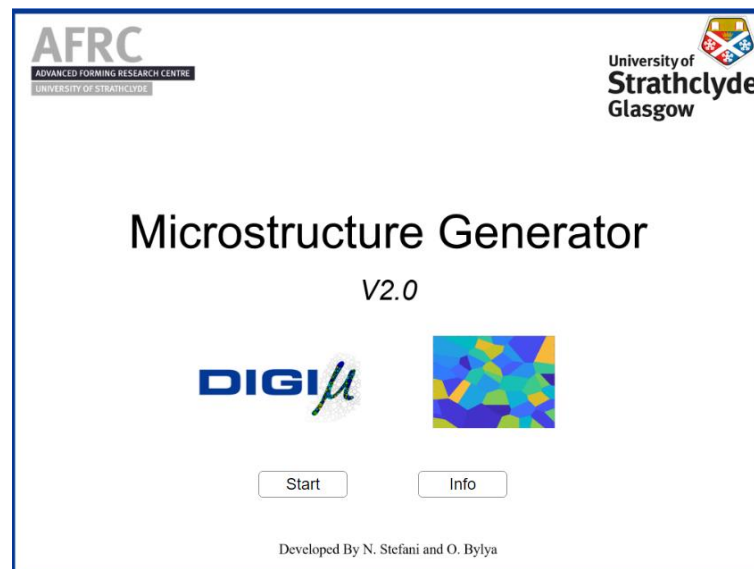 AFRC
ADVANCED FORMING RESEARCH CENTRE
UNIVERSITY OF STRATHCLYDE
University of
Strathclyde
Glasgow
Microstructure Generator
V2.0
DIGIμ
Start
Info
Developed By N. Stefani and O. Bylya